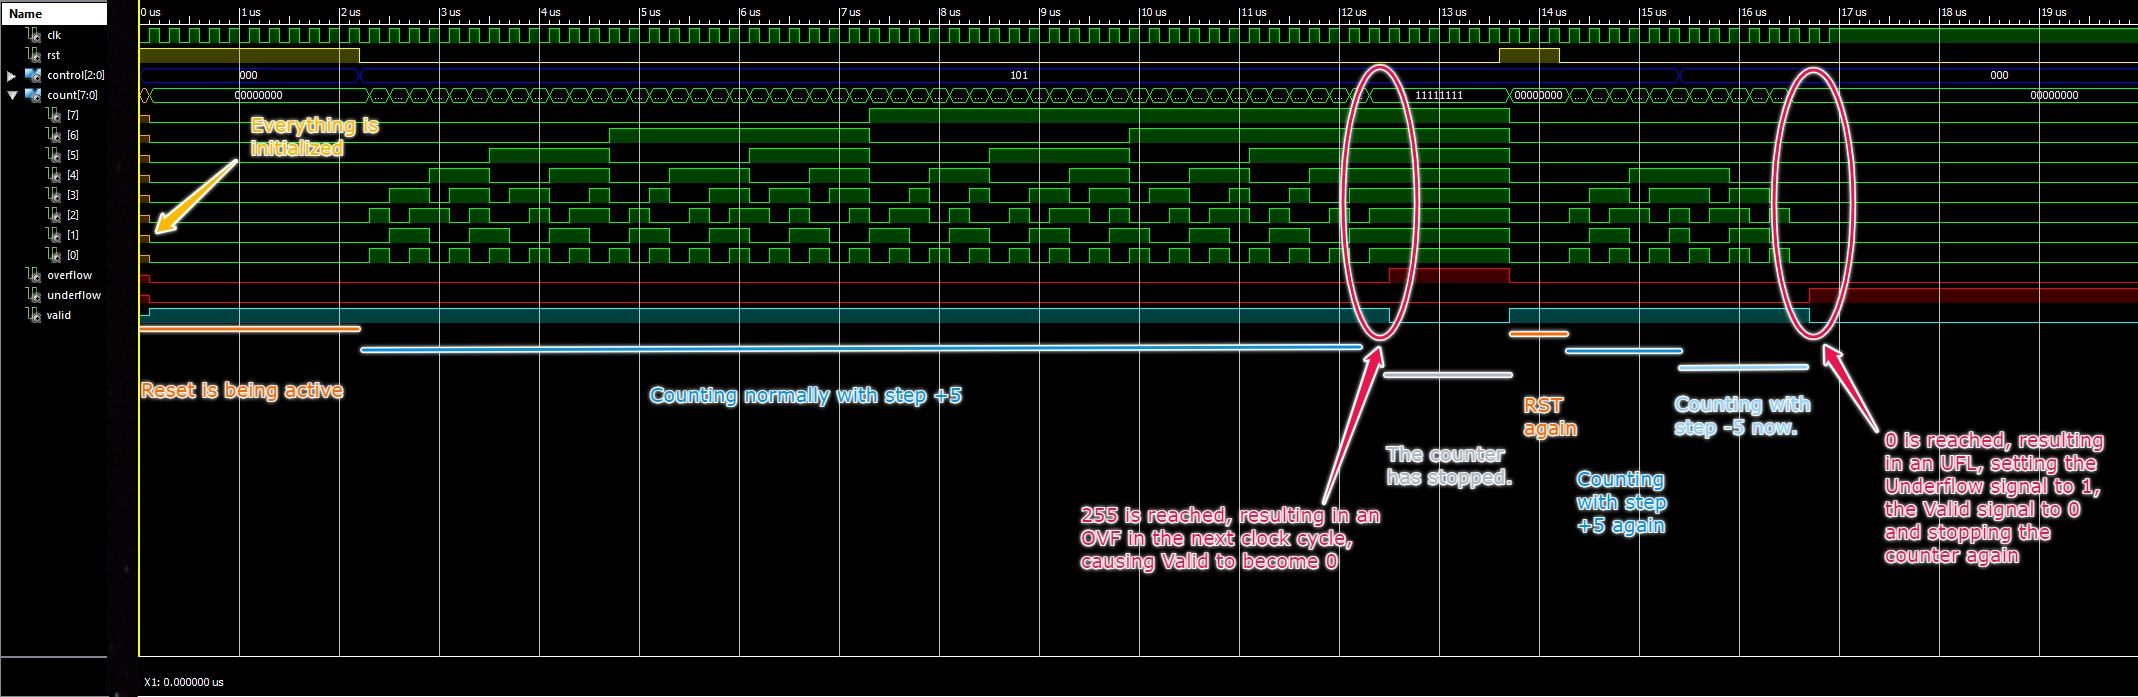 Name
0 us 1 us 2 us 3 us 4 us 5 us 6 us 7 us 8 us 9 us 10 us 11 us 12 us 13 us 14 us 15 us 16 us 17 us 18 us 19 us
clk
rst
control[2:0] 000 101 000
count[7:0] 00000000 ... ... ... ... ... ... ... ... ... ... ... ... ... ... ... ... ... ... ... ... ... ... ... ... ... ... ... ... ... ... ... ... ... ... ... ... ... ... ... ... ... ... ... ... ... ... ... ... ... ... 11111111 00000000 ... ... ... ... ... ... ... ... ... ... ... 00000000
[7]
[6]
[5]
[4]
[3]
[2]
[1]
[0]
overflow
underflow
valid
Everything is
initialized
Reset is being active
Counting normally with step +5
255 is reached, resulting in an
OVF in the next clock cycle,
causing Valid to become 0
The counter
has stopped.
RST
again
Counting
with step
+5 again
Counting with
step -5 now.
0 is reached, resulting
in an UFL, setting the
Underflow signal to 1,
the Valid signal to 0
and stopping the
counter again
X1: 0.000000 us